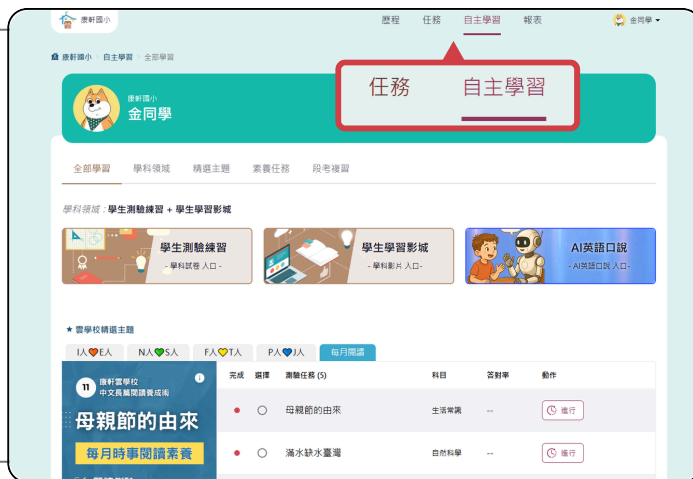 康軒國小
歷程 任務 自主學習 報表
金同學
康軒國小 自主學習 全部學習
任務 自主學習
康軒國小
金同學
全部學習 學科領域 精選主題 素養任務 段考複習
學科領域：學生測驗練習 + 學生學習影城
學生測驗練習
- 學科試卷 入口 -
學生學習影城
- 學科影片 入口-
AI英語口說
- AI英語口說 入口-
★ 雲學校精選主題
I人🧡E人 N人💚S人 F人💛T人 P人💙J人 每月閱讀
完成 選擇 測驗任務 (5) 科目 答對率 動作
11 康軒雲學校
中文長篇閱讀養成術
母親節的由來
每月時事閱讀素養
母親節的由來 生活常識 -- 進行
滿水缺水臺灣 自然科學 -- 進行